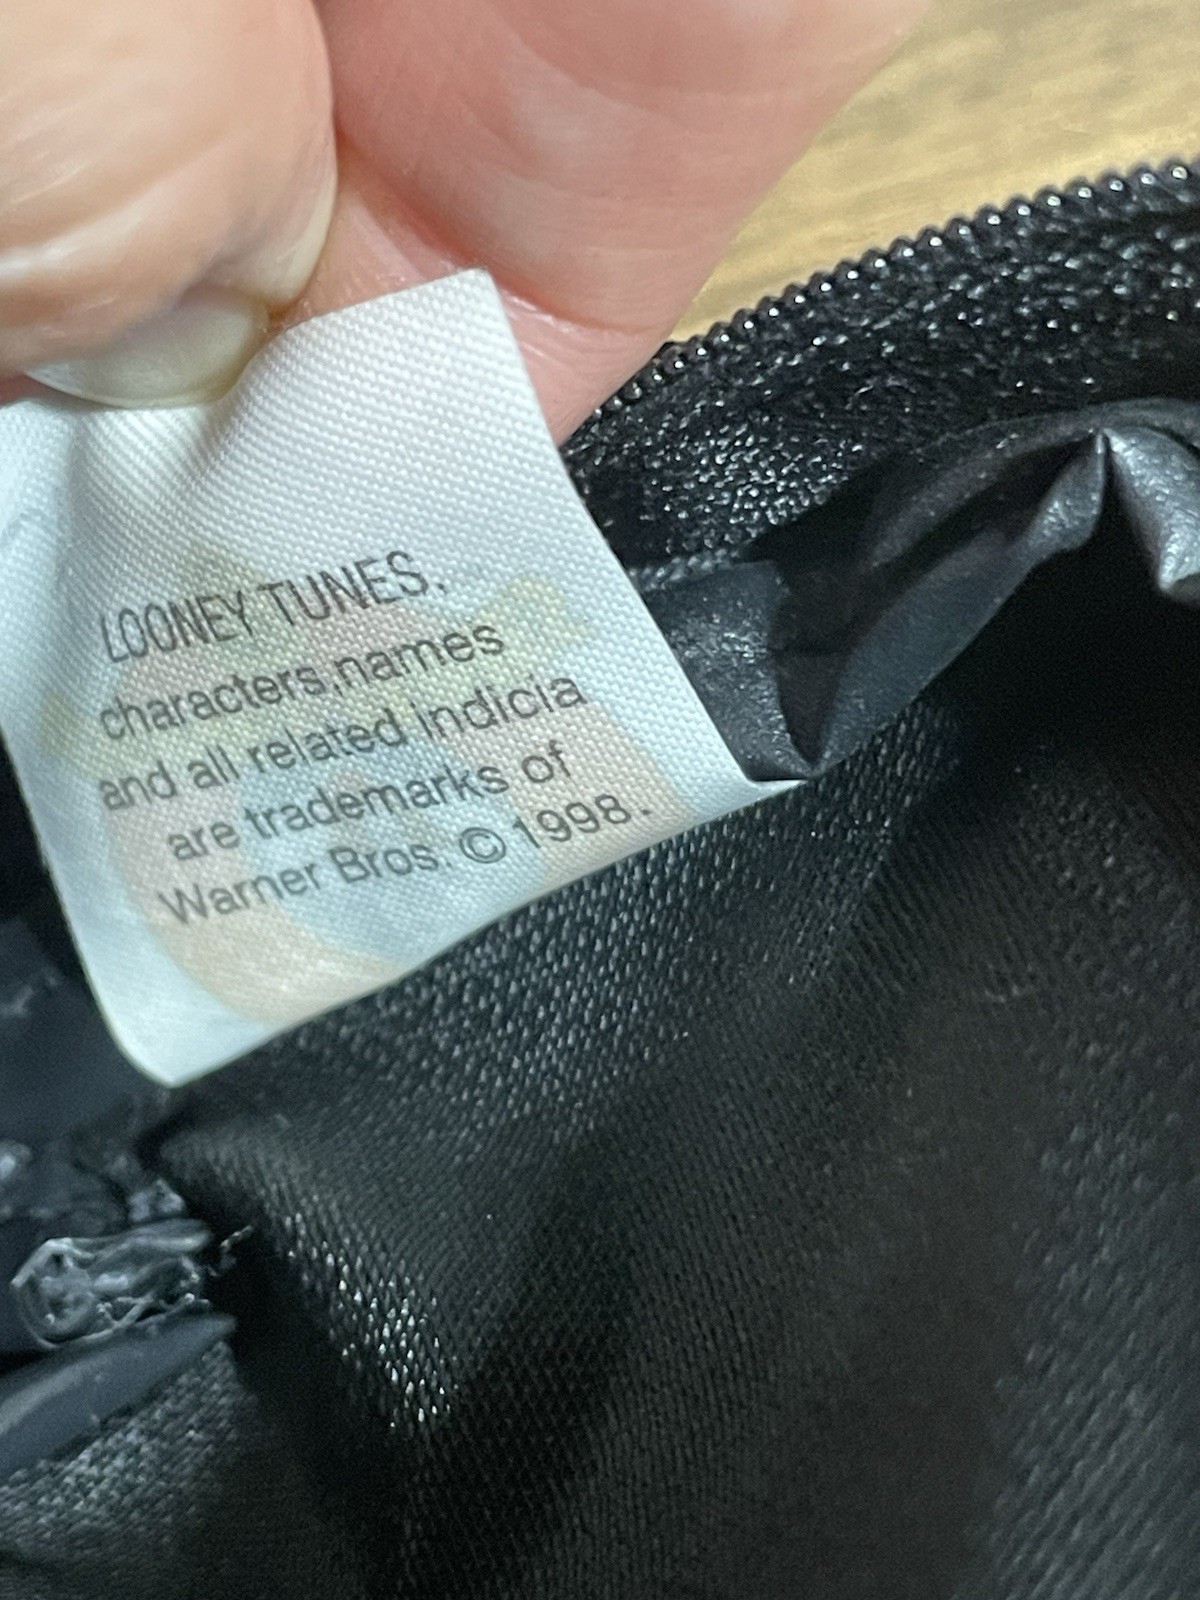 LOONEY TUNES,
characters,names
and all related indicia
are trademarks of
Warner Bros. © 1998.